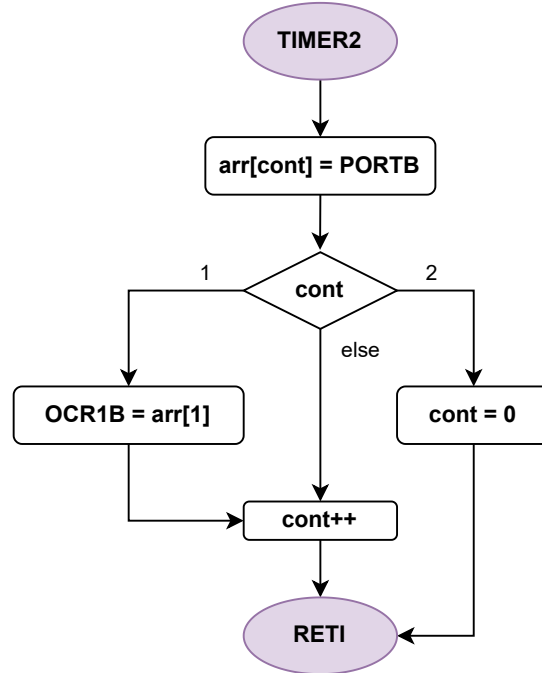 TIMER2
arr[cont] = PORTB
1
cont
2
else
OCR1B = arr[1]
cont = 0
cont++
RETI